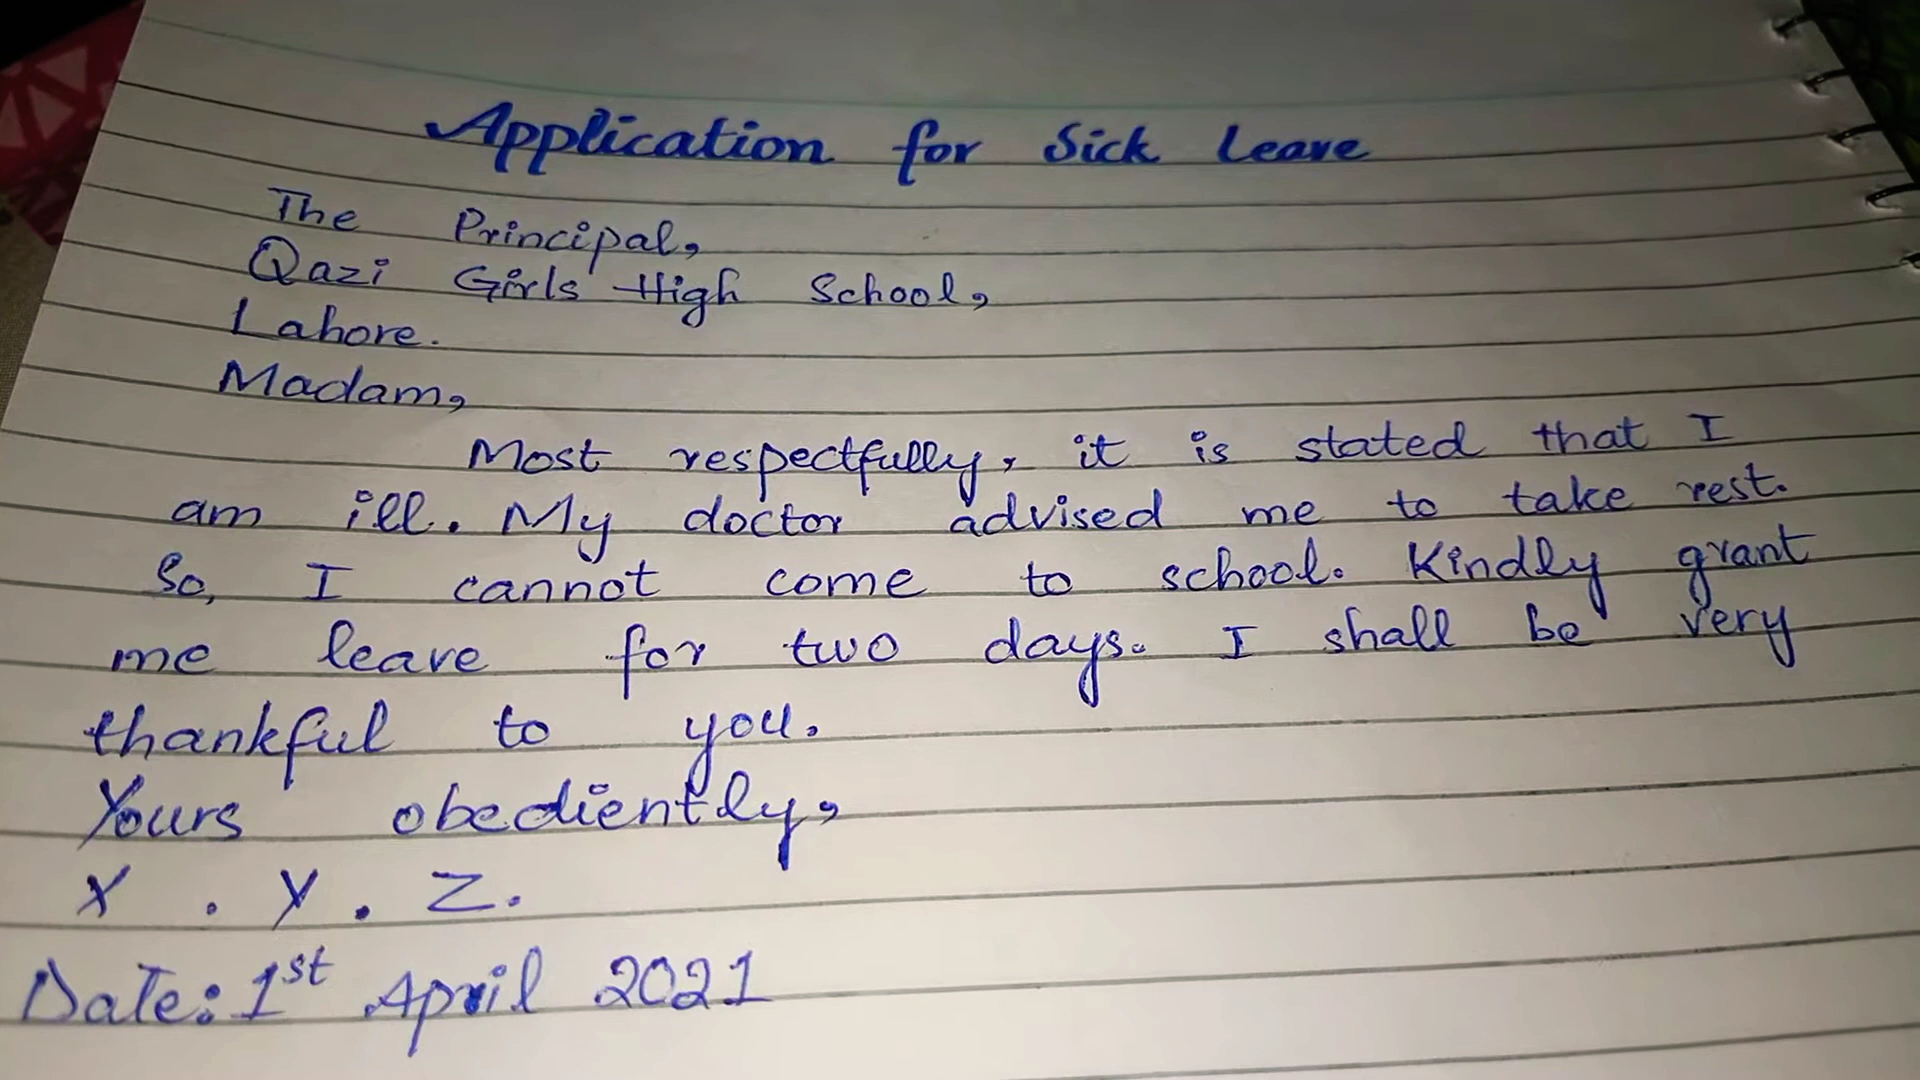 Application for Sick Leave
The Principal,
Qazi Girls High School,
Lahore.
Madam,
Most respectfully, it is stated that I
am ill. My doctor advised me to take rest.
So, I cannot come to school. Kindly grant
me leave for two days. I shall be very
thankful to you.
Yours obediently,
X . Y . Z.
Date: 1st April 2021